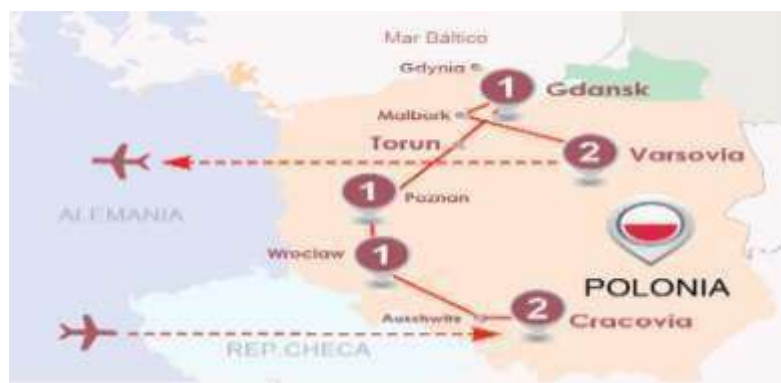 Mar Báltico
Gdynia
1
Gdansk
Malbork
Torun
2
Varsovia
1
Poznan
ALEMANIA
Wroclaw
1
POLONIA
Auschwitz
2
Cracovia
REP.CHECA